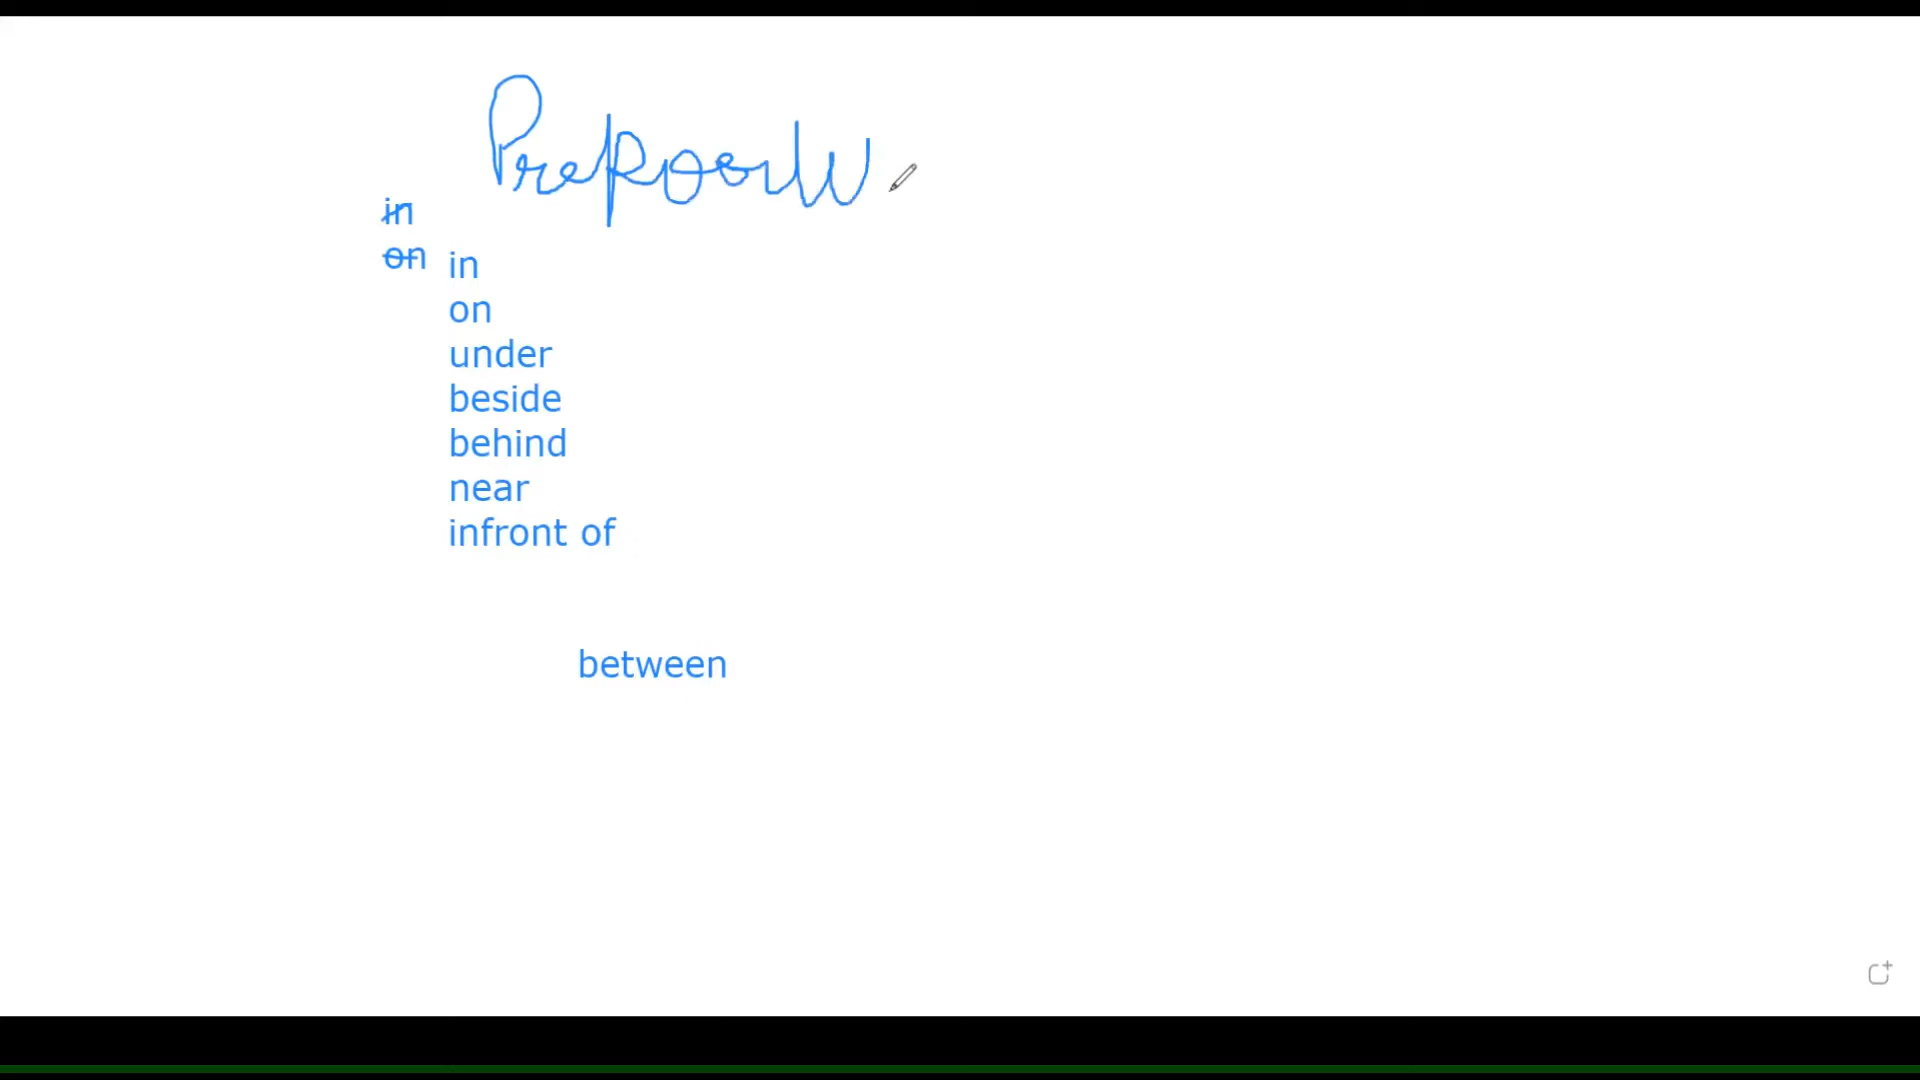 in
on
in
on
under
beside
behind
near
infront of
between